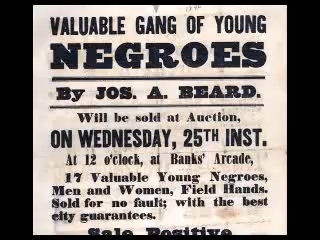 VALUABLE GANG OF YOUNG
NEGROES
By JOS. A. BEARD.
Will be sold at Auction,
ON WEDNESDAY, 25TH INST.
At 12 o'clock, at Banks' Arcade,
17 Valuable Young Negroes,
Men and Women, Field Hands.
Sold for no fault; with the best
city guarantees.
Sale Positive